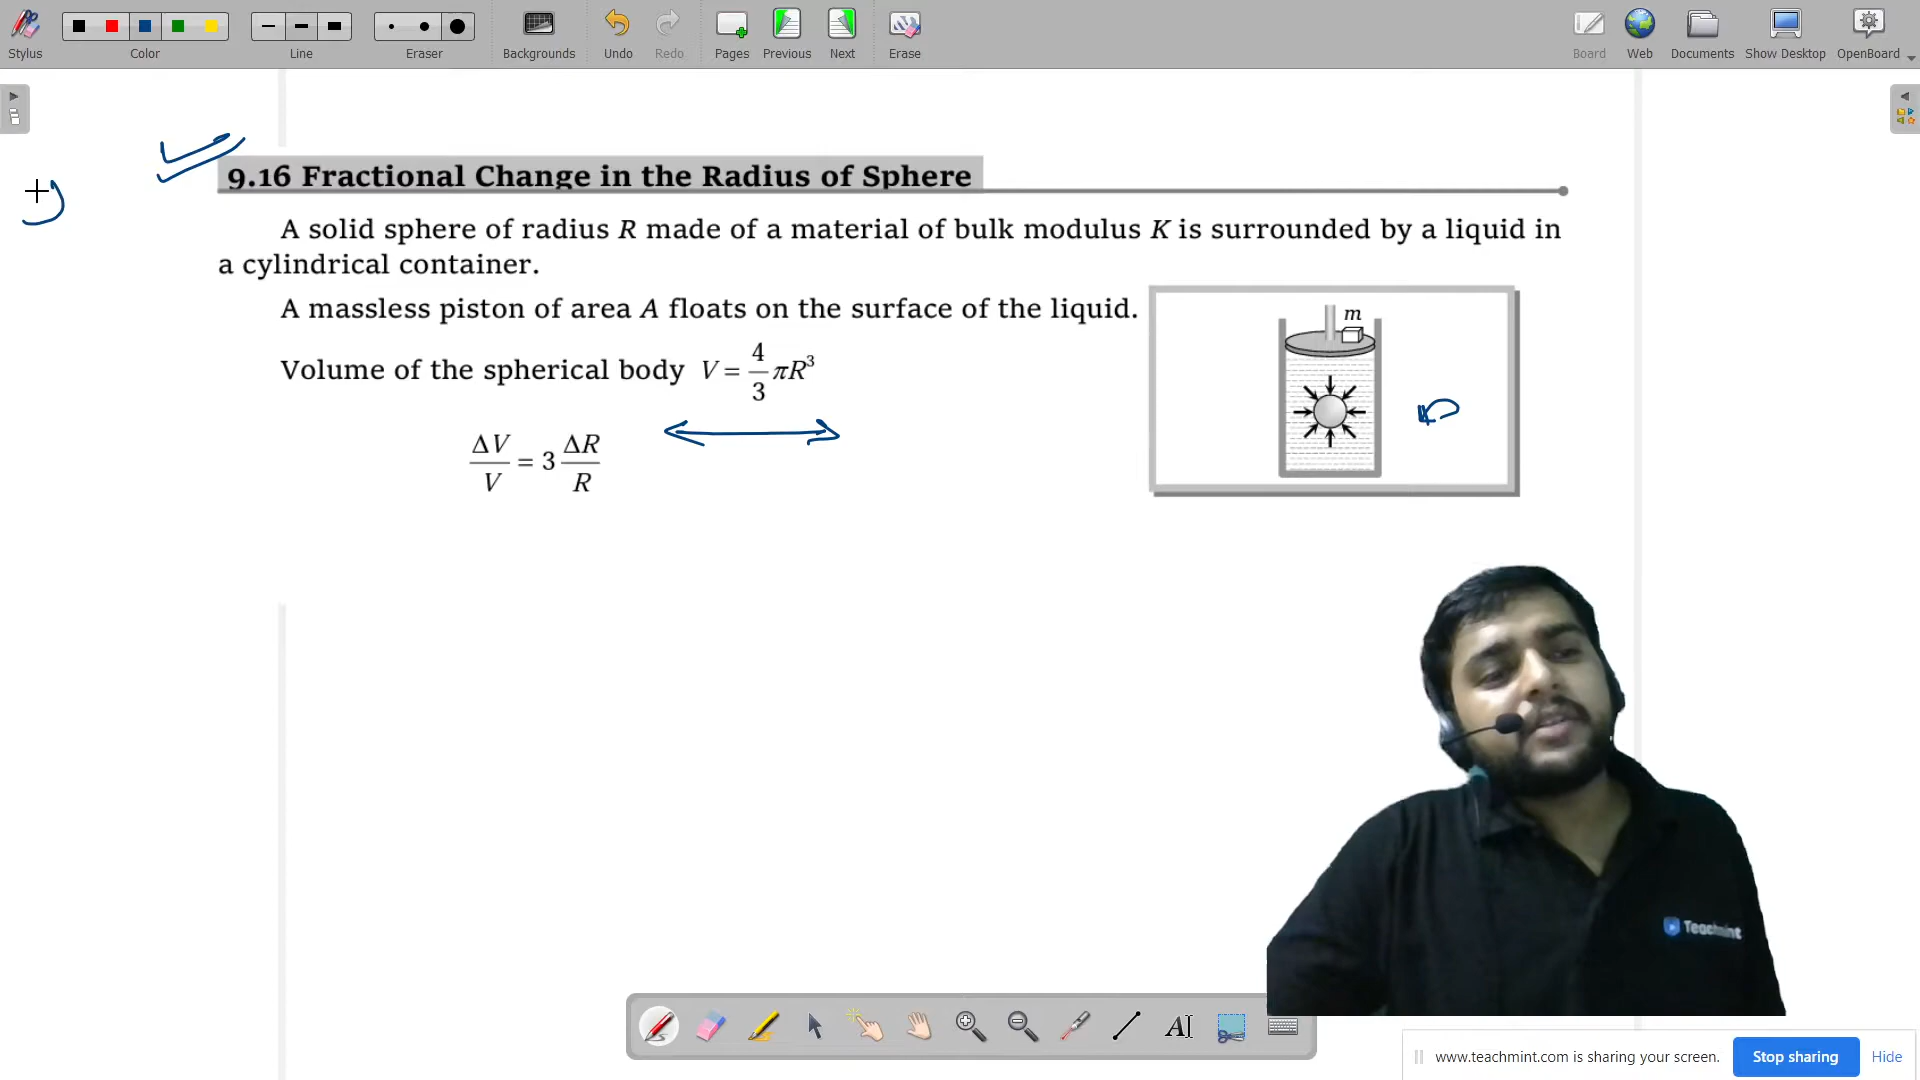 Stylus
Color
Line
Eraser
Backgrounds
Undo
Redo
Pages
Previous
Next
Erase
Board
Web
Documents
Show Desktop
OpenBoard
9.16 Fractional Change in the Radius of Sphere
A solid sphere of radius R made of a material of bulk modulus K is surrounded by a liquid in
a cylindrical container.
A massless piston of area A floats on the surface of the liquid.
m
Volume of the spherical body V = 4/3 πR³
ΔV/V = 3 ΔR/R
Teachmint
www.teachmint.com is sharing your screen.
Stop sharing
Hide